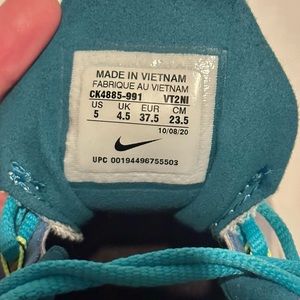 MADE IN VIETNAM
FABRIQUE AU VIETNAM
CK4885-991 VT2NI
US UK EUR CM
5 4.5 37.5 23.5
10/08/20
UPC 00194496755503